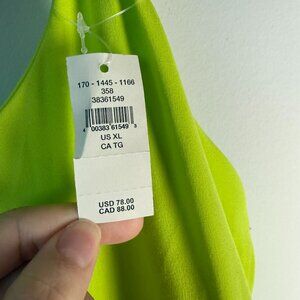 170 - 1445 - 1166
358
38361549
4 00383 61549 3
US XL
CA TG
USD 78.00
CAD 88.00